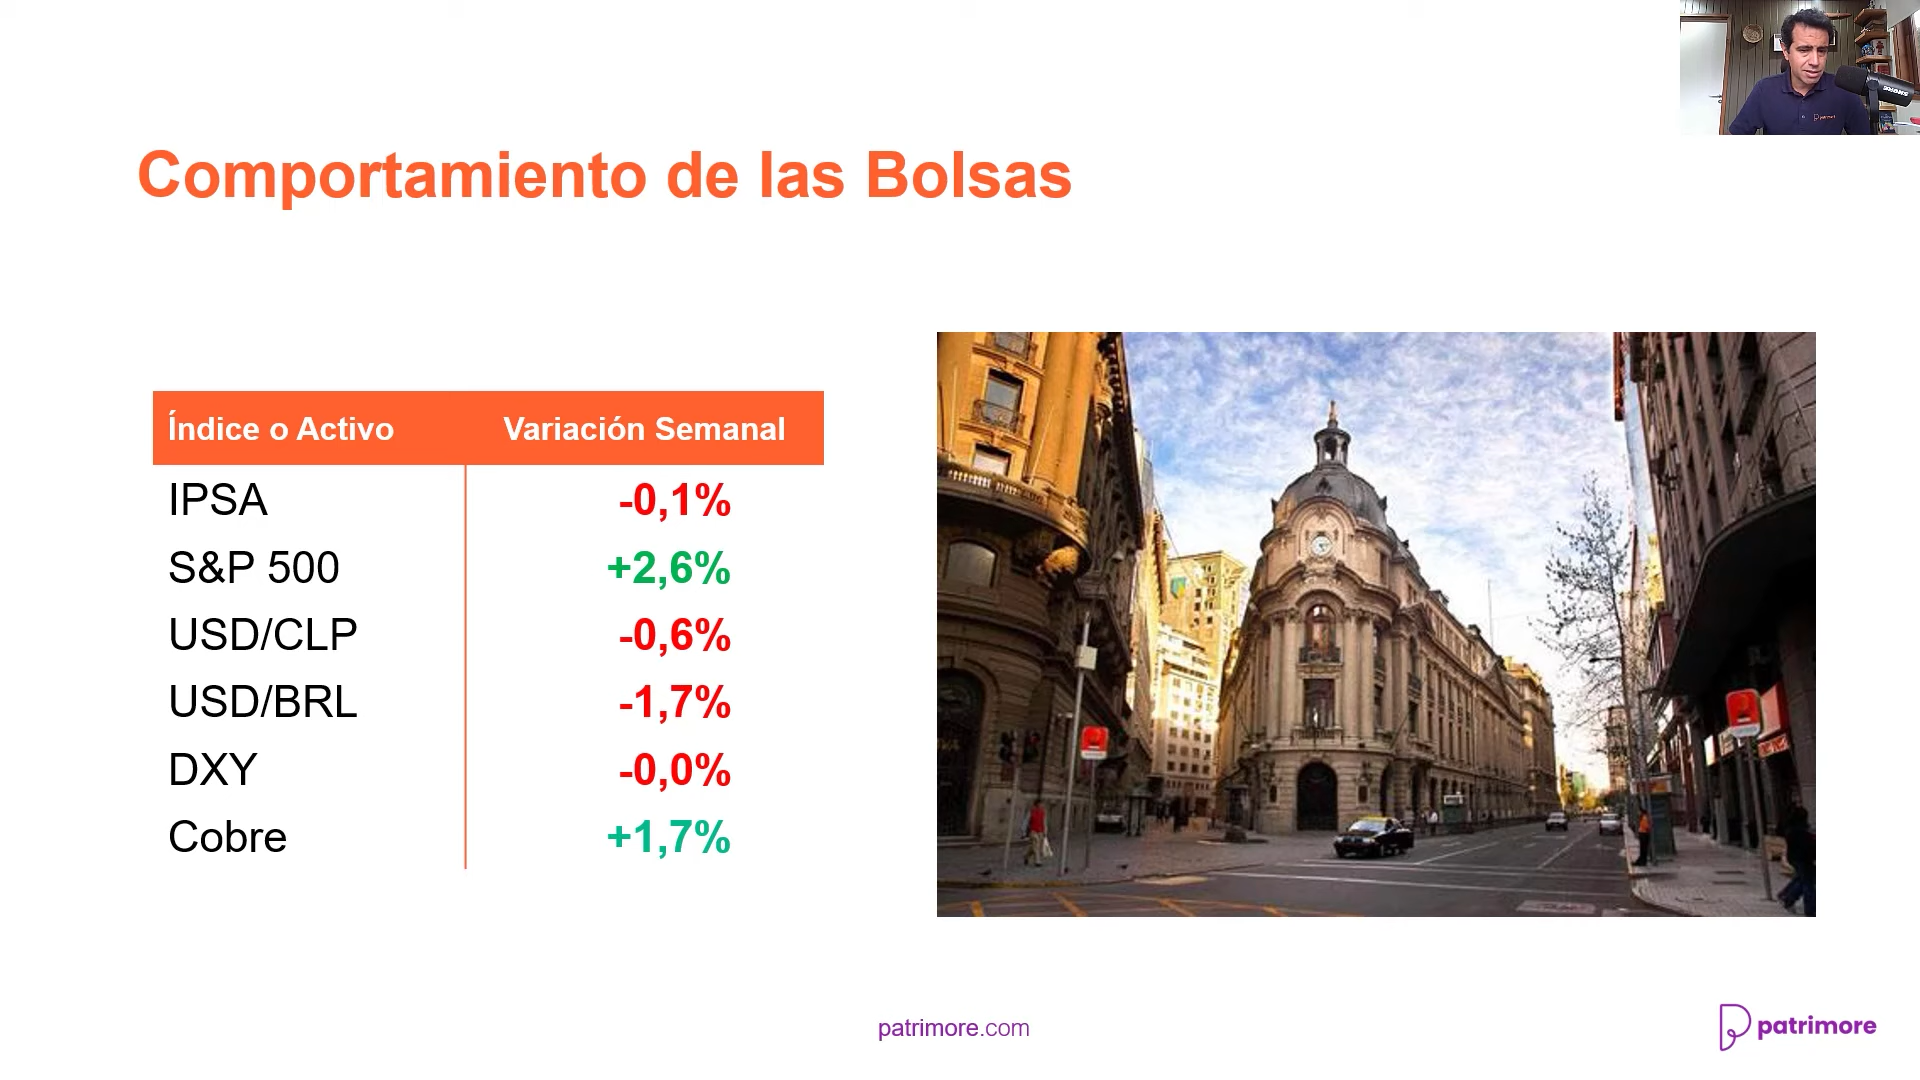 Comportamiento de las Bolsas
Índice o Activo Variación Semanal
IPSA -0,1%
S&P 500 +2,6%
USD/CLP -0,6%
USD/BRL -1,7%
DXY -0,0%
Cobre +1,7%
patrimore.com
patrimore